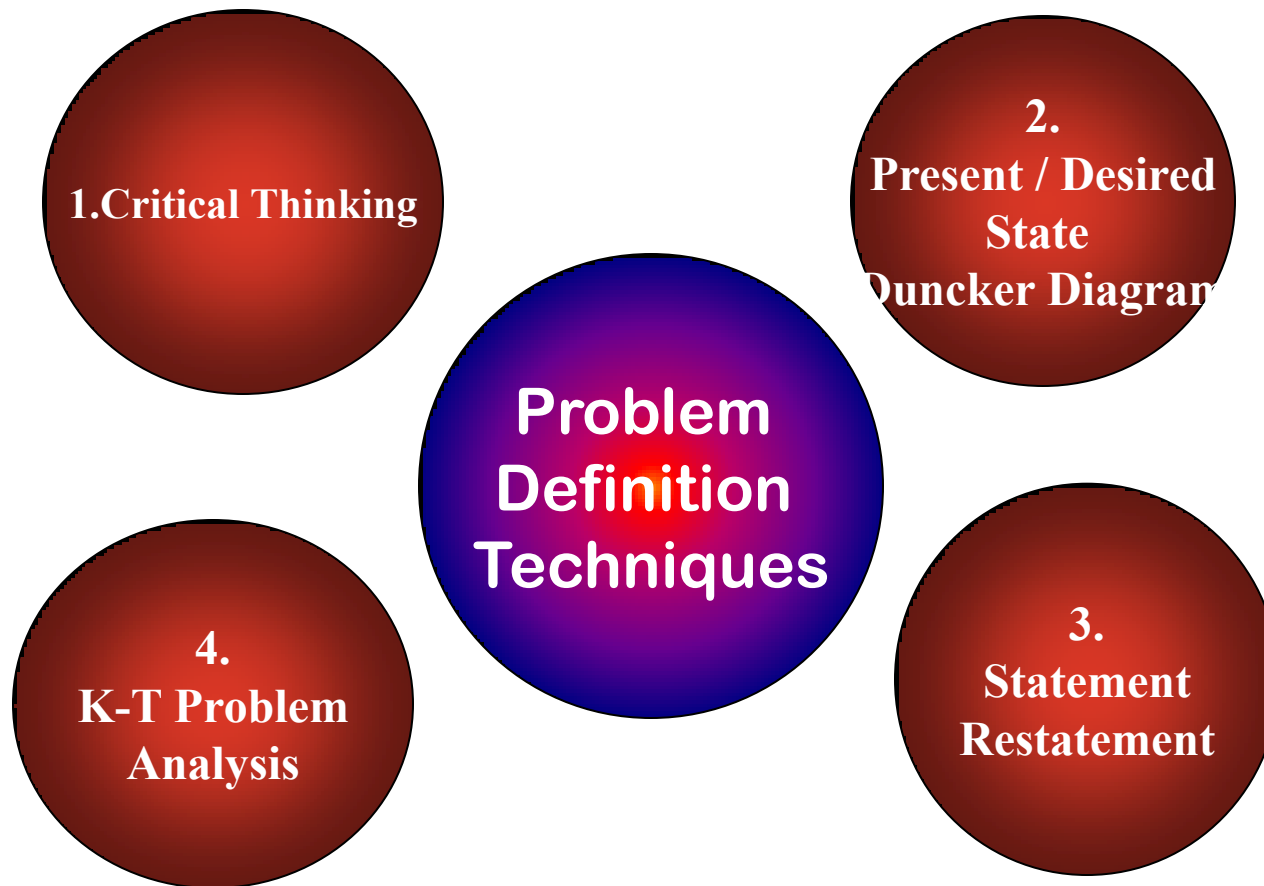 1.Critical Thinking
2.
Present / Desired
State
Duncker Diagram
Problem
Definition
Techniques
3.
Statement
Restatement
4.
K-T Problem
Analysis